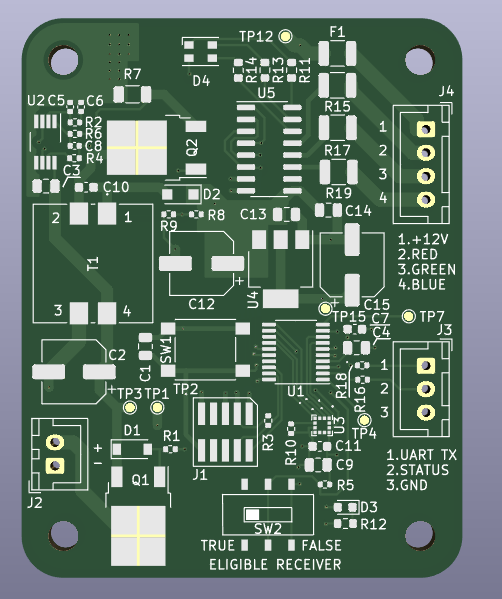 TP12
F1
D4
R14
R13
R11
J4
R7
U2
C5
C6
U5
R15
R2
R6
C8
R4
Q2
R17
1
2
3
4
C3
C10
D2
R19
R9
R8
C13
C14
2
1
T1
3
4
C12
+
U4
1.+12V
2.RED
3.GREEN
4.BLUE
C15
+
TP15
C7
C4
TP7
J3
SW1
C1
C2
+
TP2
U1
R18
R16
1
2
3
TP3
TP1
TP4
R3
R10
U3
D1
R1
J1
C11
C9
R5
1.UART TX
2.STATUS
3.GND
+
−
J2
Q1
SW2
D3
R12
TRUE
FALSE
ELIGIBLE RECEIVER